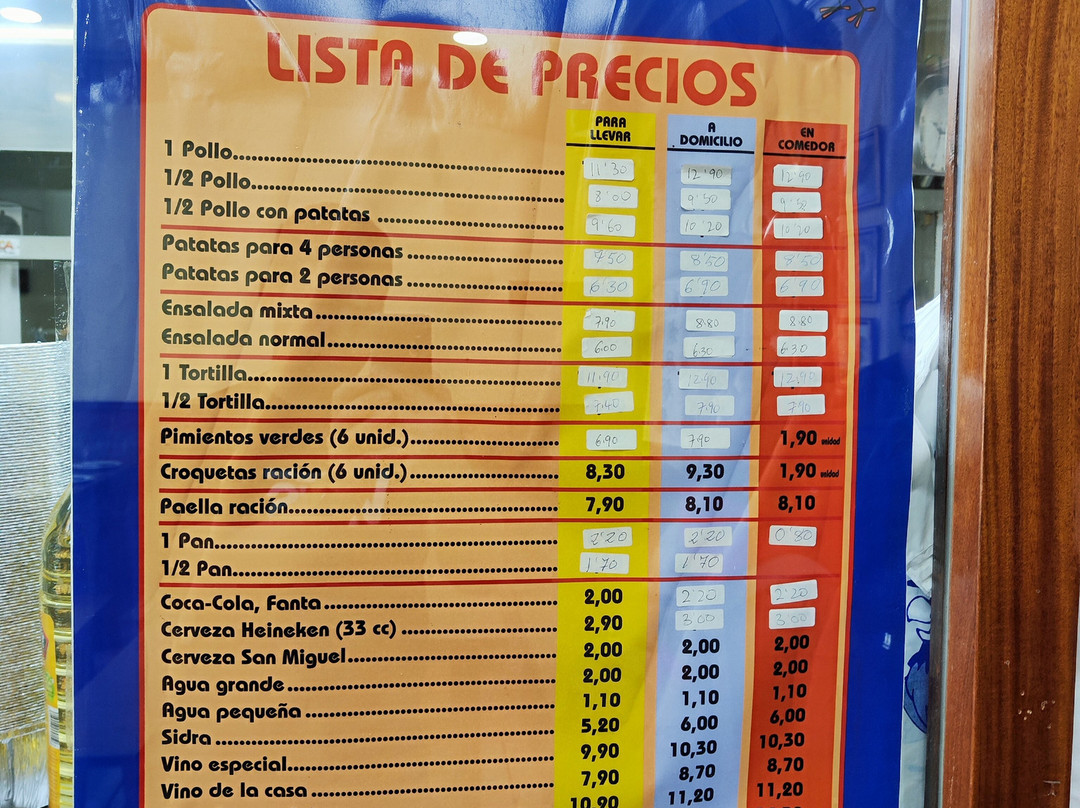 LISTA DE PRECIOS
PARA LLEVAR
A DOMICILIO
EN COMEDOR
1 Pollo 11'30 12'90 12'90
1/2 Pollo 8'00 9'50 9'50
1/2 Pollo con patatas 9'60 10'20 10'20
Patatas para 4 personas 7'50 8'50 8'50
Patatas para 2 personas 6'30 6'90 6'90
Ensalada mixta 7.90 8.80 8.80
Ensalada normal 6.00 6.30 6.30
1 Tortilla 11.90 12.90 12.90
1/2 Tortilla 7.40 7.90 7.90
Pimientos verdes (6 unid.) 6.90 7.90 1,90 unidad
Croquetas ración (6 unid.) 8,30 9,30 1,90 unidad
Paella ración 7,90 8,10 8,10
1 Pan 2'20 2'20 0'80
1/2 Pan 1'70 1'70
Coca-Cola, Fanta 2,00 2'20 2'20
Cerveza Heineken (33 cc) 2,90 3.00 3.00
Cerveza San Miguel 2,00 2,00 2,00
Agua grande 2,00 2,00 2,00
Agua pequeña 1,10 1,10 1,10
Sidra 5,20 6,00 6,00
Vino especial 9,90 10,30 10,30
Vino de la casa 7,90 8,70 8,70
10,90 11,20 11,20